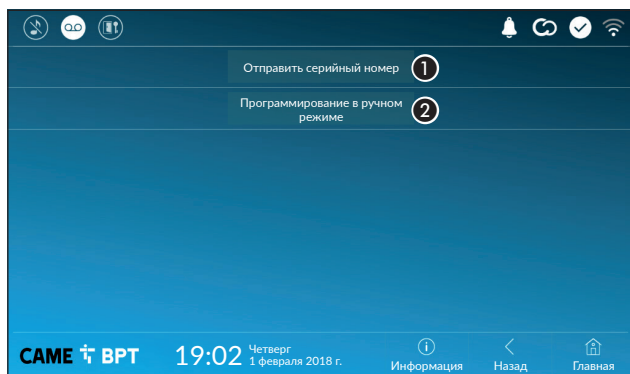 Отправить серийный номер 1
Программирование в ручном
режиме 2
CAME BPT 19:02 Четверг
1 февраля 2018 г.
Информация Назад Главная